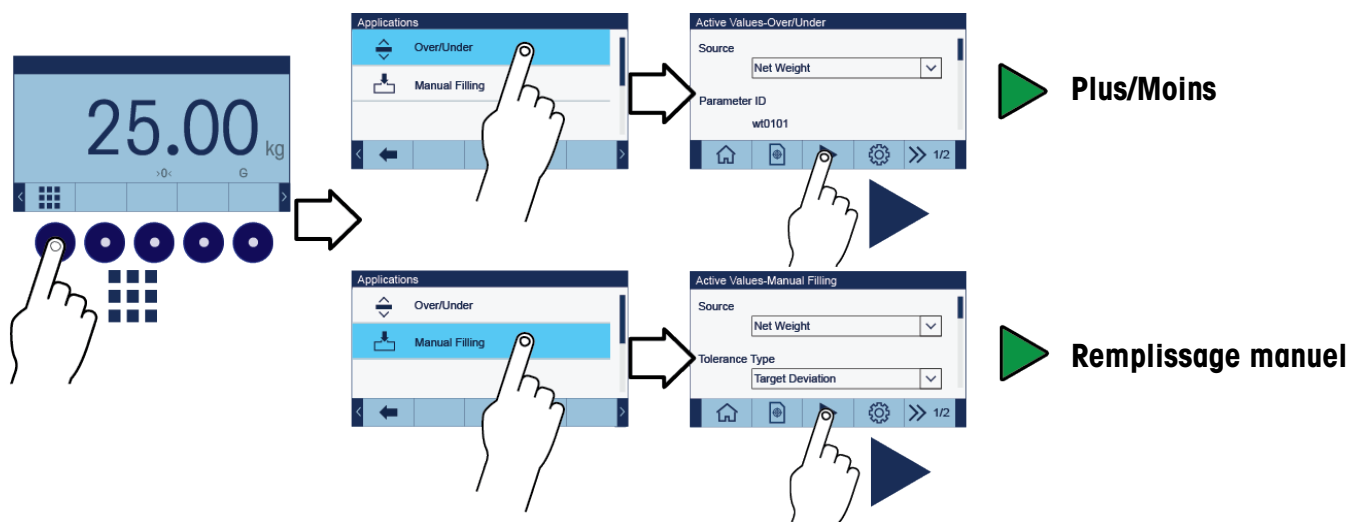 25.00 kg
>0<
G
Applications
Over/Under
Manual Filling
Active Values-Over/Under
Source
Net Weight
Parameter ID
wt0101
1/2
Plus/Moins
Applications
Over/Under
Manual Filling
Active Values-Manual Filling
Source
Net Weight
Tolerance Type
Target Deviation
1/2
Remplissage manuel